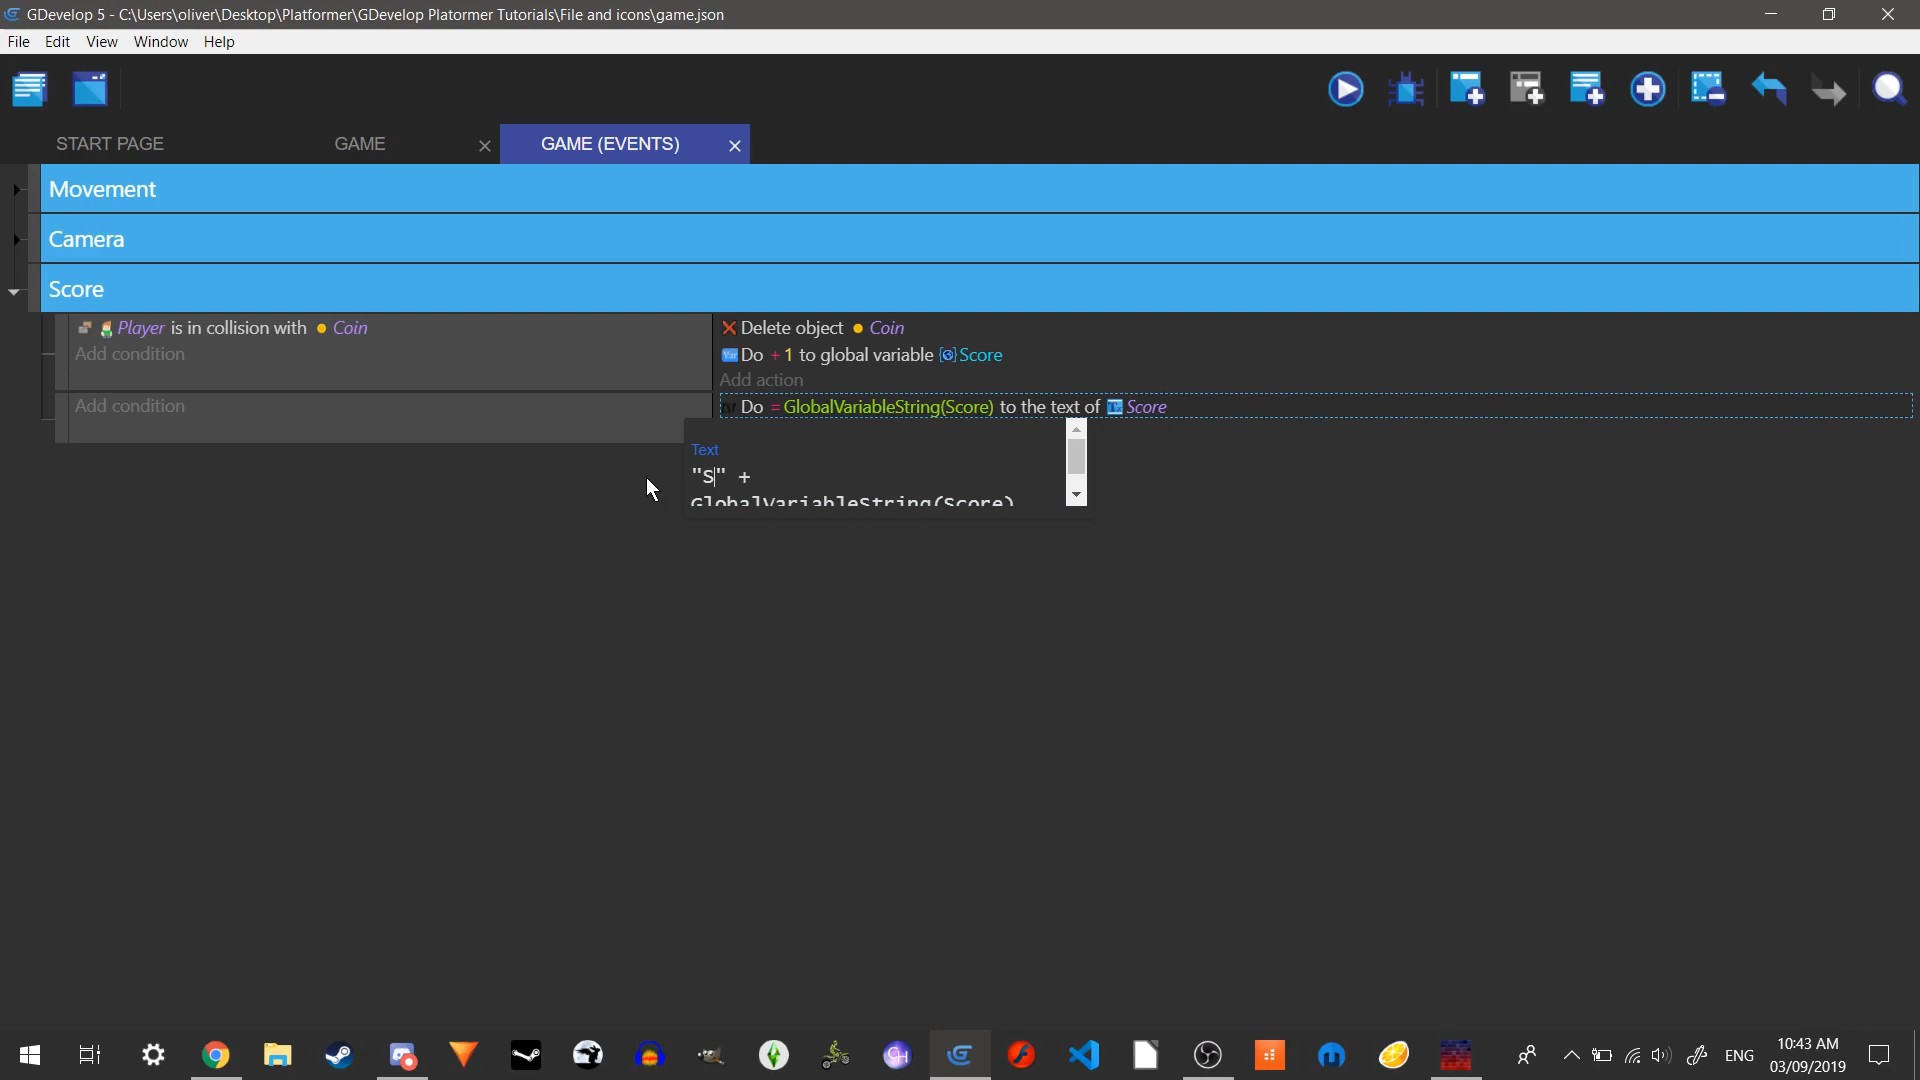 GDevelop 5 - C:\Users\oliver\Desktop\Platformer\GDevelop Platormer Tutorials\File and icons\game.json
File Edit View Window Help
START PAGE GAME GAME (EVENTS)
Movement
Camera
Score
Player is in collision with Coin
Add condition
Delete object Coin
Var Do + 1 to global variable Score
Add action
Add condition
Do = GlobalVariableString(Score) to the text of Score
Text
"S" +
GlobalVariableString(Score)
CH
ENG
10:43 AM
03/09/2019